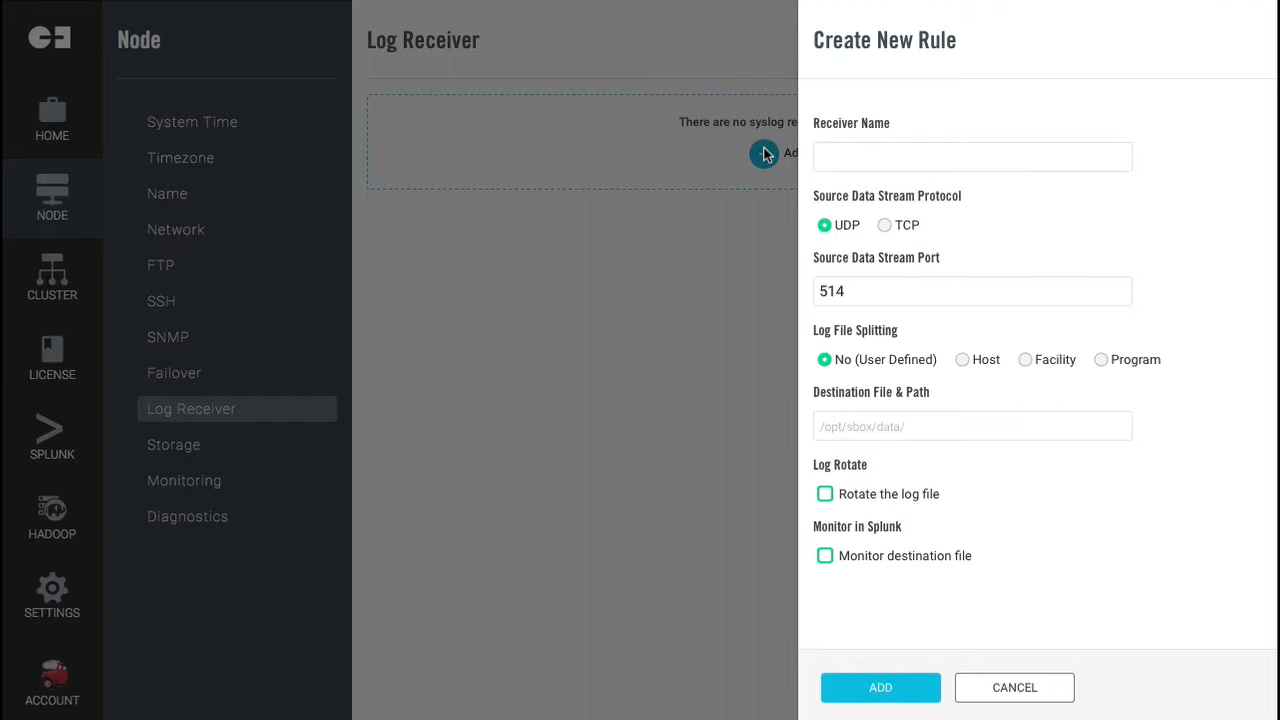 HOME
NODE
CLUSTER
LICENSE
SPLUNK
HADOOP
SETTINGS
ACCOUNT
Node
System Time
Timezone
Name
Network
FTP
SSH
SNMP
Failover
Log Receiver
Storage
Monitoring
Diagnostics
Log Receiver
There are no syslog re
Ad
Create New Rule
Receiver Name
Source Data Stream Protocol
UDP TCP
Source Data Stream Port
514
Log File Splitting
No (User Defined) Host Facility Program
Destination File & Path
/opt/sbox/data/
Log Rotate
Rotate the log file
Monitor in Splunk
Monitor destination file
ADD CANCEL